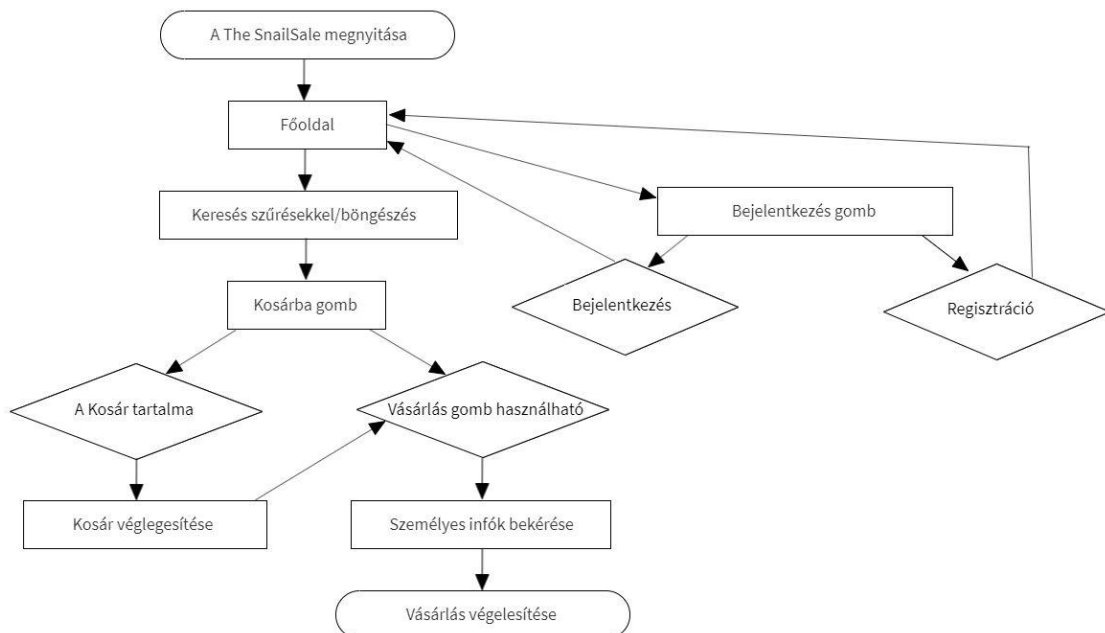 A The SnailSale megnyitása
Főoldal
Keresés szűrésekkel/böngészés
Bejelentkezés gomb
Kosárba gomb
Bejelentkezés
Regisztráció
A Kosár tartalma
Vásárlás gomb használható
Kosár véglegesítése
Személyes infók bekérése
Vásárlás végelesítése